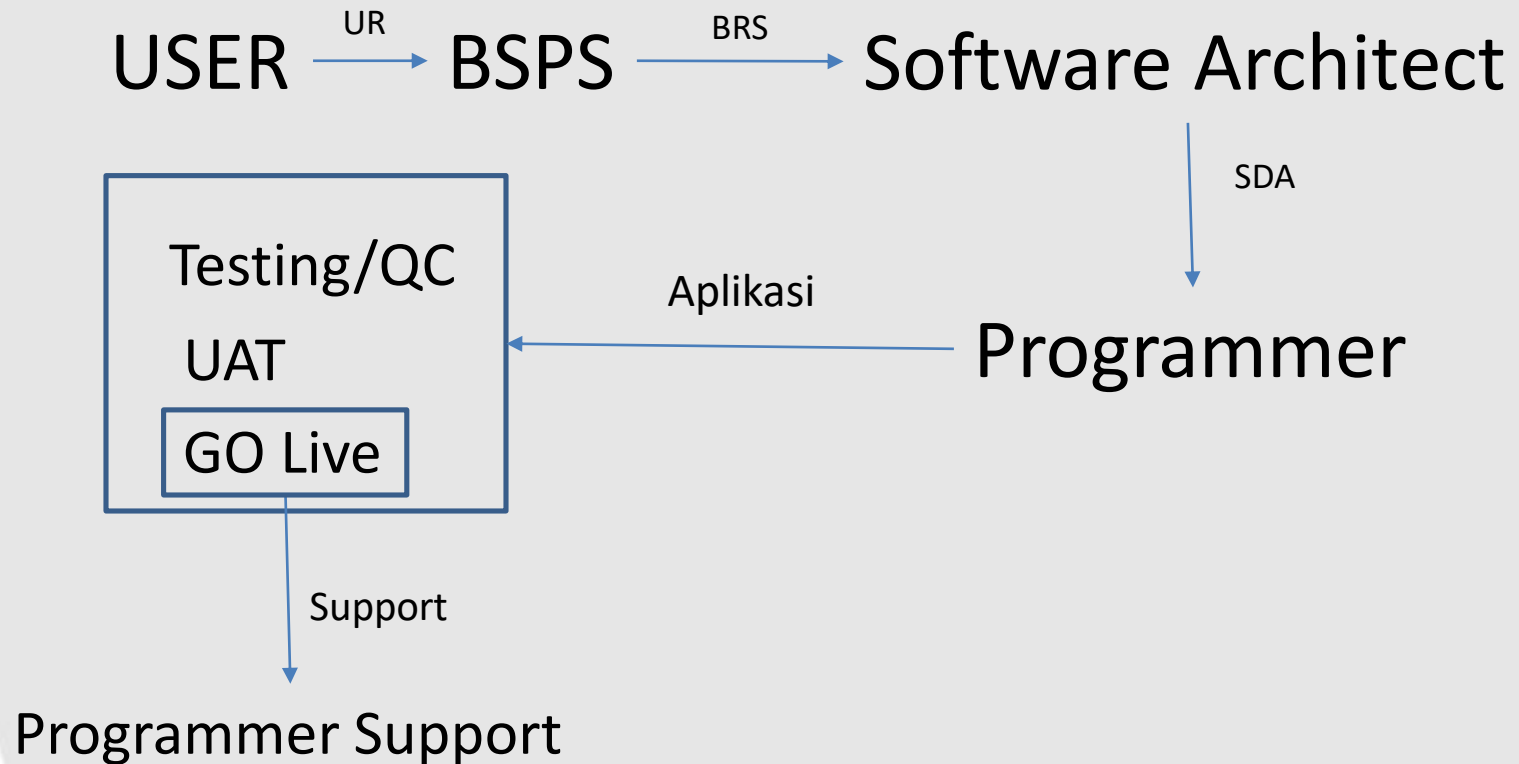 UR
BRS
USER
BSPS
Software Architect
SDA
Testing/QC
Aplikasi
UAT
Programmer
GO Live
Support
Programmer Support